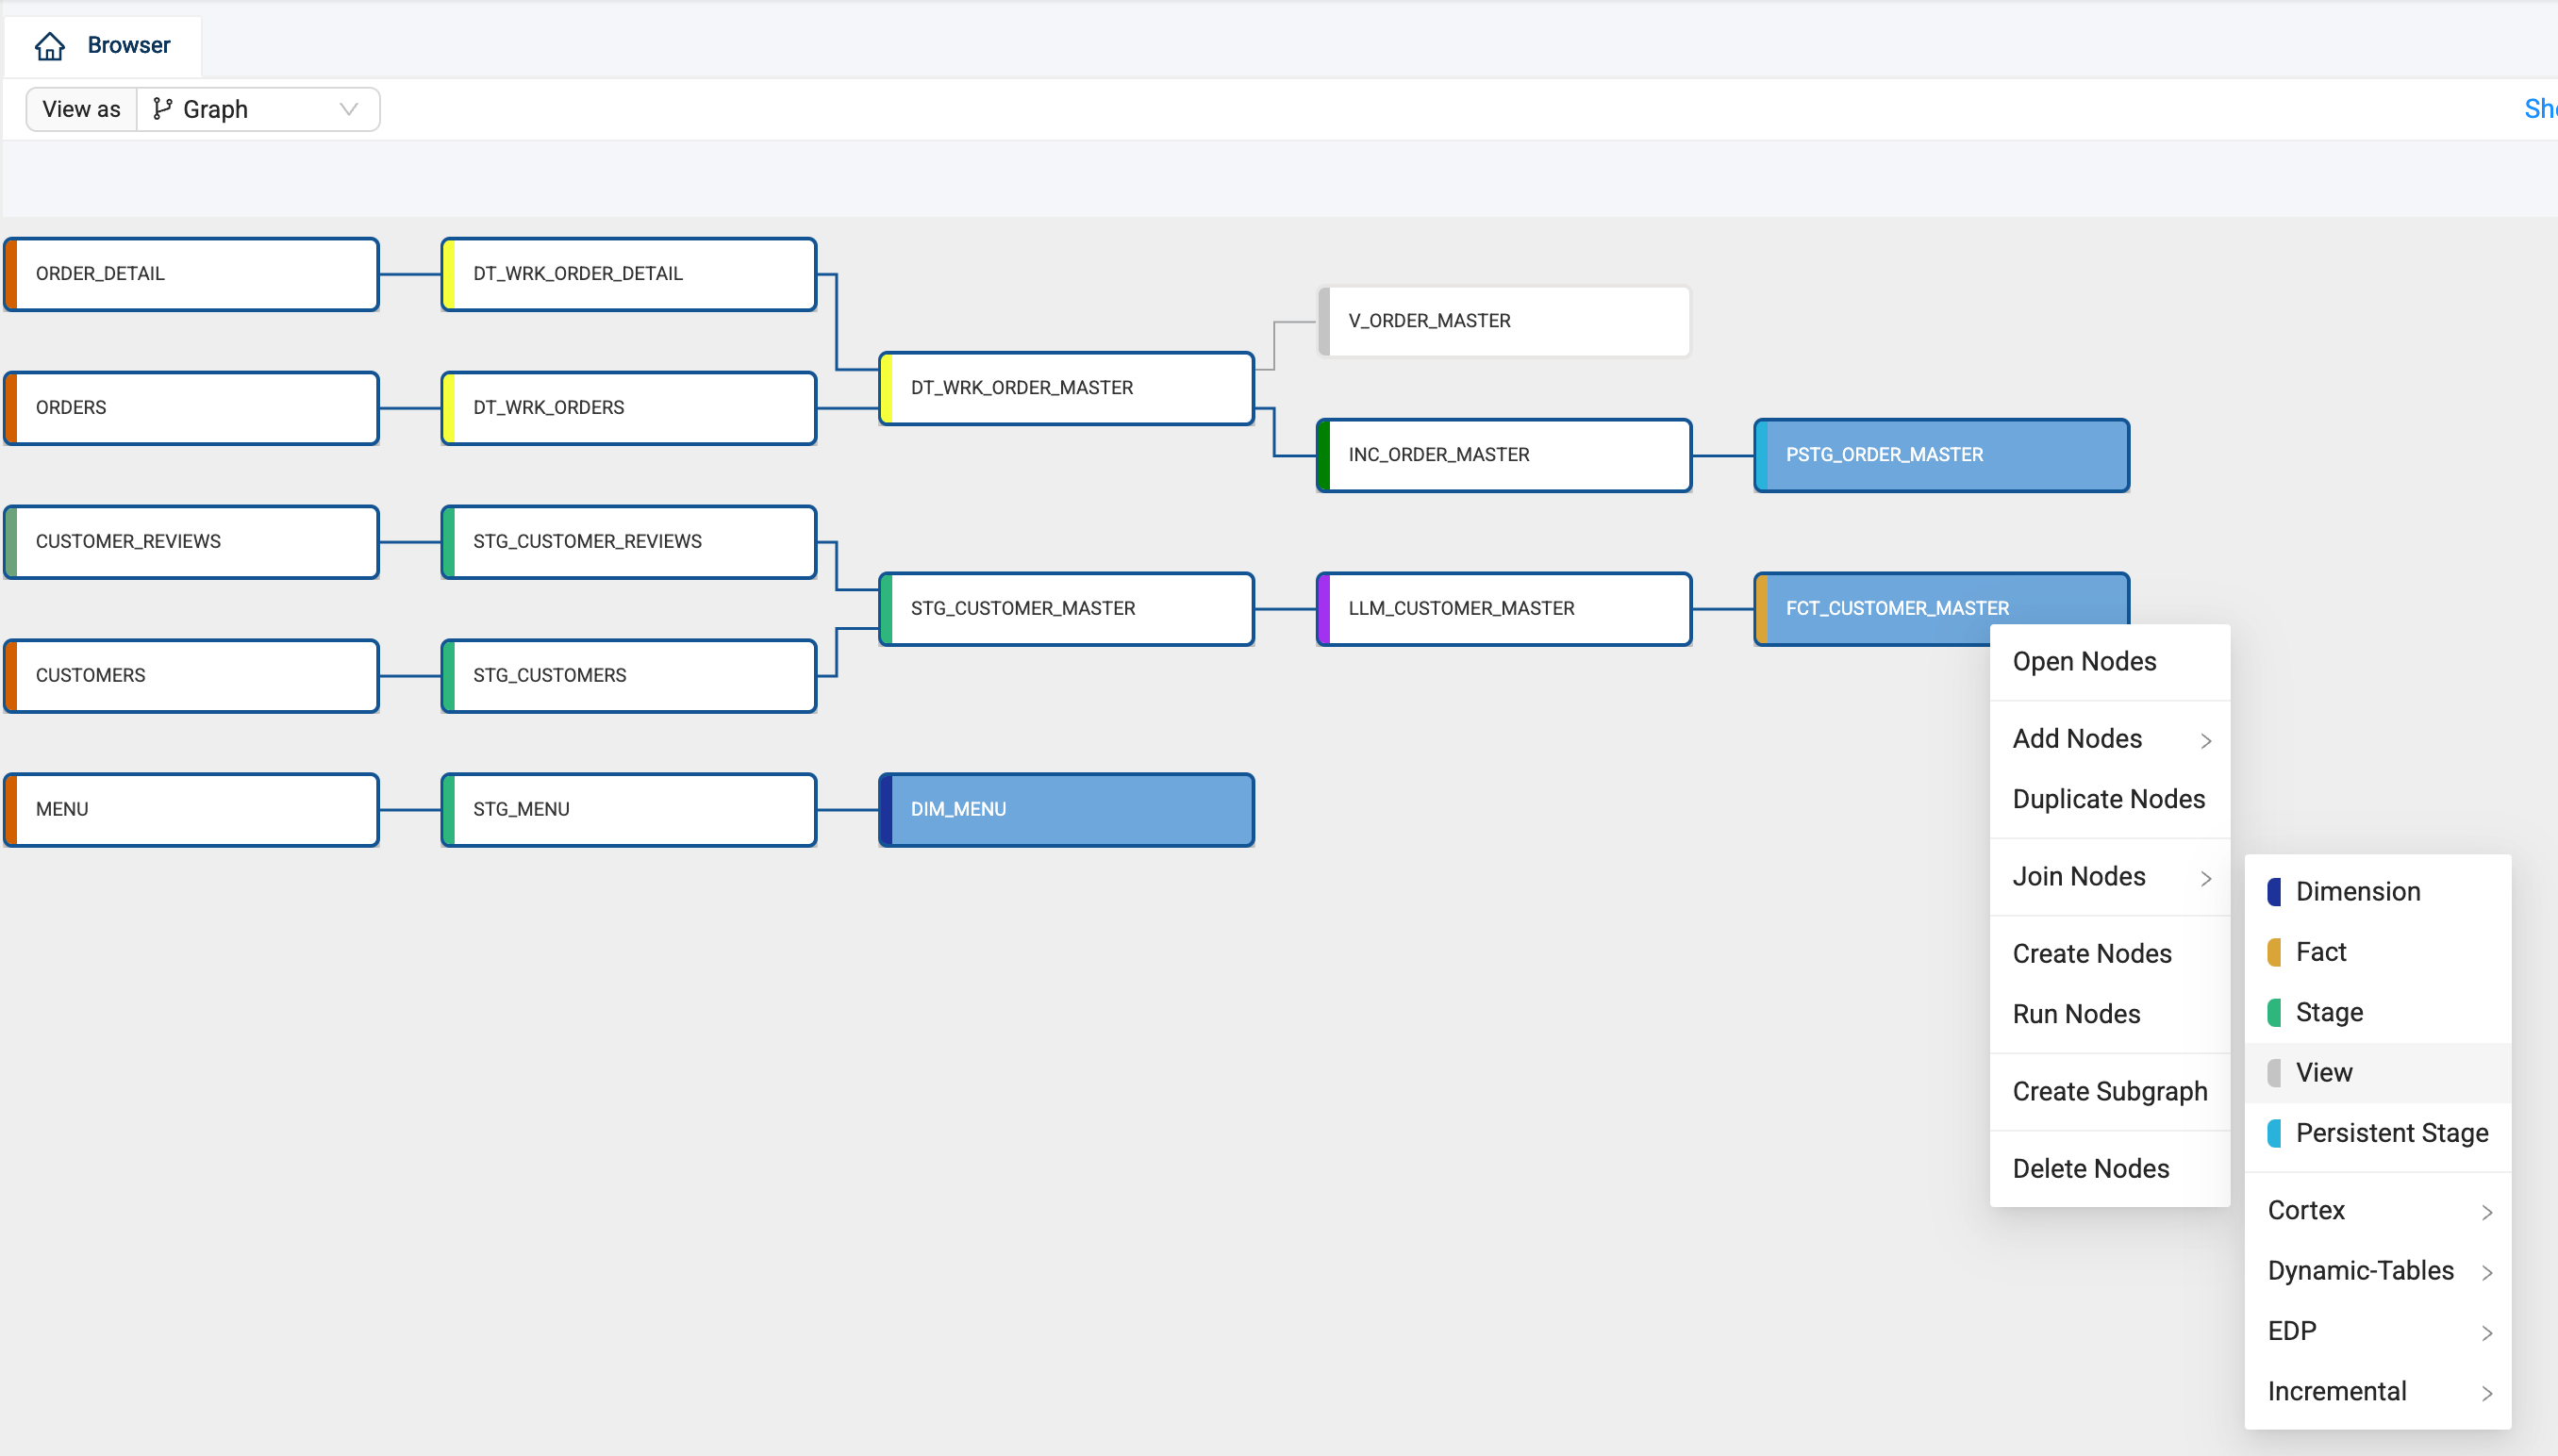 Browser
View as Graph
ORDER_DETAIL
DT_WRK_ORDER_DETAIL
V_ORDER_MASTER
DT_WRK_ORDER_MASTER
ORDERS
DT_WRK_ORDERS
INC_ORDER_MASTER
PSTG_ORDER_MASTER
CUSTOMER_REVIEWS
STG_CUSTOMER_REVIEWS
STG_CUSTOMER_MASTER
LLM_CUSTOMER_MASTER
FCT_CUSTOMER_MASTER
CUSTOMERS
STG_CUSTOMERS
MENU
STG_MENU
DIM_MENU
Open Nodes
Add Nodes
Duplicate Nodes
Join Nodes
Create Nodes
Run Nodes
Create Subgraph
Delete Nodes
Dimension
Fact
Stage
View
Persistent Stage
Cortex
Dynamic-Tables
EDP
Incremental